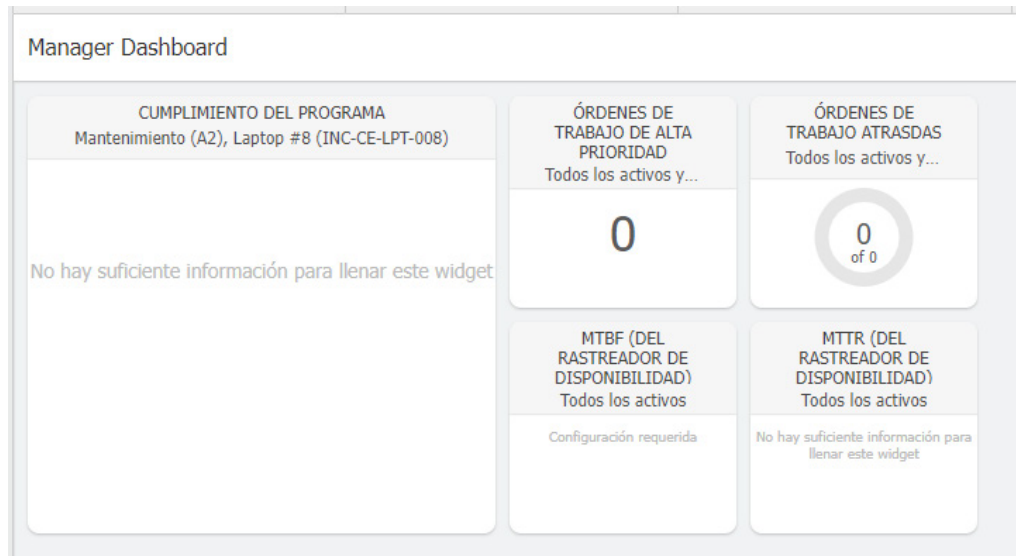 Manager Dashboard
CUMPLIMIENTO DEL PROGRAMA
Mantenimiento (A2), Laptop #8 (INC-CE-LPT-008)
No hay suficiente información para llenar este widget
ÓRDENES DE
TRABAJO DE ALTA
PRIORIDAD
Todos los activos y...
0
ÓRDENES DE
TRABAJO ATRASDAS
Todos los activos y...
0
of 0
MTBF (DEL
RASTREADOR DE
DISPONIBILIDAD)
Todos los activos
Configuración requerida
MTTR (DEL
RASTREADOR DE
DISPONIBILIDAD)
Todos los activos
No hay suficiente información para
llenar este widget